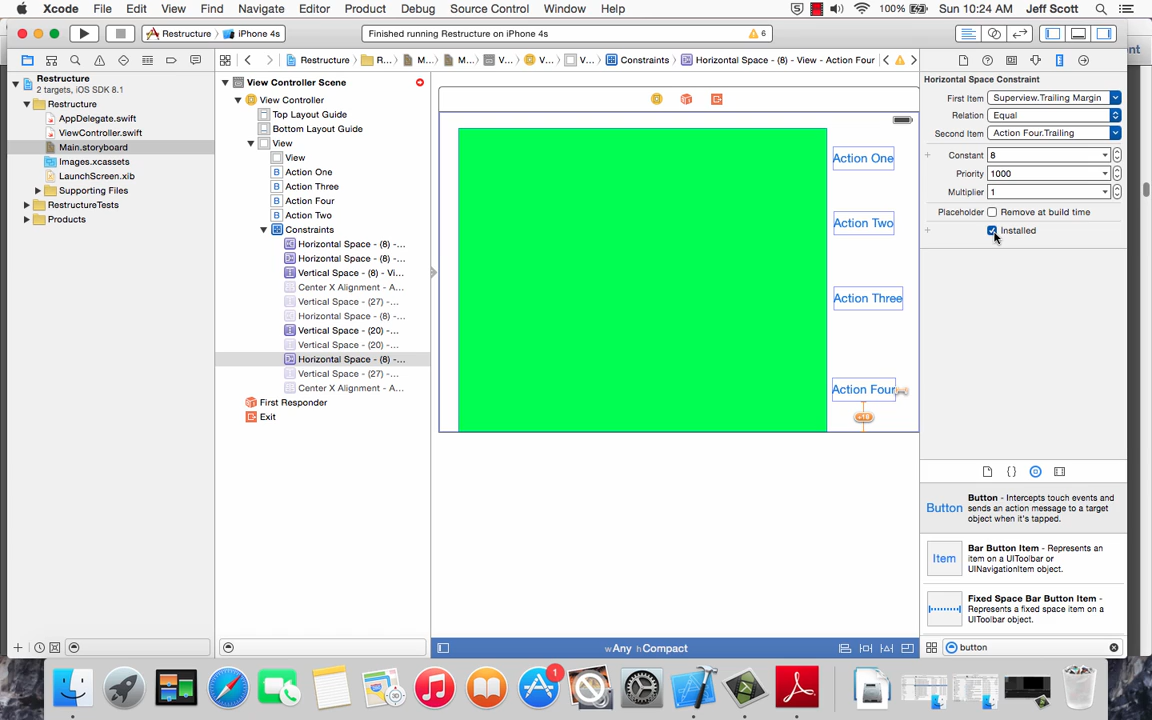 Xcode File Edit View Find Navigate Editor Product Debug Source Control Window Help 100% Sun 10:24 AM Jeff Scott
Restructure iPhone 4s Finished running Restructure on iPhone 4s 6
Restructure R... M... M... V... V... V... Constraints Horizontal Space - (8) - View - Action Four
Restructure
2 targets, iOS SDK 8.1
Restructure
AppDelegate.swift
ViewController.swift
Main.storyboard
Images.xcassets
LaunchScreen.xib
Supporting Files
RestructureTests
Products
View Controller Scene
View Controller
Top Layout Guide
Bottom Layout Guide
View
View
Action One
Action Three
Action Four
Action Two
Constraints
Horizontal Space - (8) -...
Horizontal Space - (8) -...
Vertical Space - (8) - Vi...
Center X Alignment - A...
Vertical Space - (27) -...
Horizontal Space - (8) -...
Vertical Space - (20) -...
Vertical Space - (20) -...
Horizontal Space - (8) -...
Vertical Space - (27) -...
Center X Alignment - A...
First Responder
Exit
Action One
Action Two
Action Three
Action Four
wAny hCompact
Horizontal Space Constraint
First Item Superview.Trailing Margin
Relation Equal
Second Item Action Four.Trailing
Constant 8
Priority 1000
Multiplier 1
Placeholder Remove at build time
Installed
Button
Button - Intercepts touch events and
sends an action message to a target
object when it's tapped.
Item
Bar Button Item - Represents an
item on a UIToolbar or
UINavigationItem object.
Fixed Space Bar Button Item -
Represents a fixed space item on a
UIToolbar object.
button
1